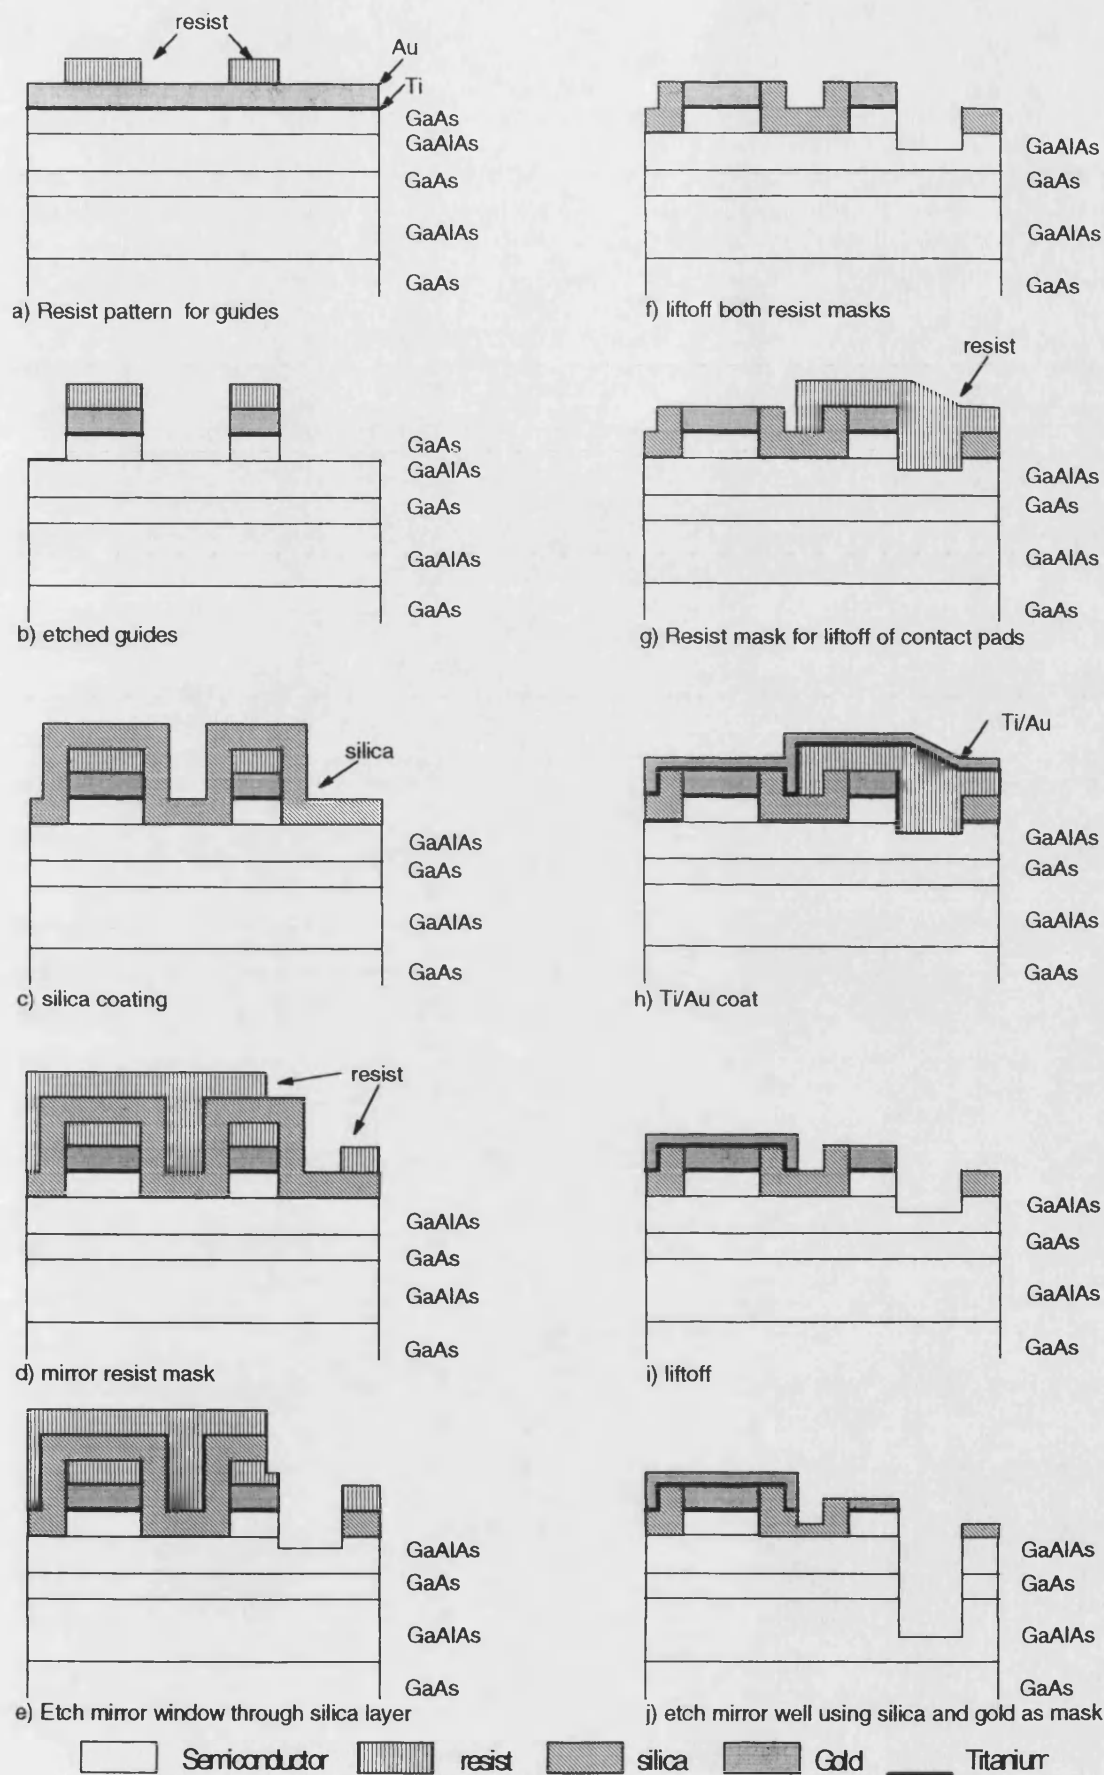 resist
Au
Ti
GaAs
GaAlAs
GaAs
GaAlAs
GaAs
a) Resist pattern for guides
GaAs
GaAlAs
GaAs
GaAlAs
GaAs
b) etched guides
silica
GaAlAs
GaAs
GaAlAs
GaAs
c) silica coating
resist
GaAlAs
GaAs
GaAlAs
GaAs
d) mirror resist mask
GaAlAs
GaAs
GaAlAs
GaAs
e) Etch mirror window through silica layer
GaAlAs
GaAs
GaAlAs
GaAs
f) liftoff both resist masks
resist
GaAlAs
GaAs
GaAlAs
GaAs
g) Resist mask for liftoff of contact pads
Ti/Au
GaAlAs
GaAs
GaAlAs
GaAs
h) Ti/Au coat
GaAlAs
GaAs
GaAlAs
GaAs
i) liftoff
GaAlAs
GaAs
GaAlAs
GaAs
j) etch mirror well using silica and gold as mask
Semiconductor resist silica Gold Titanium